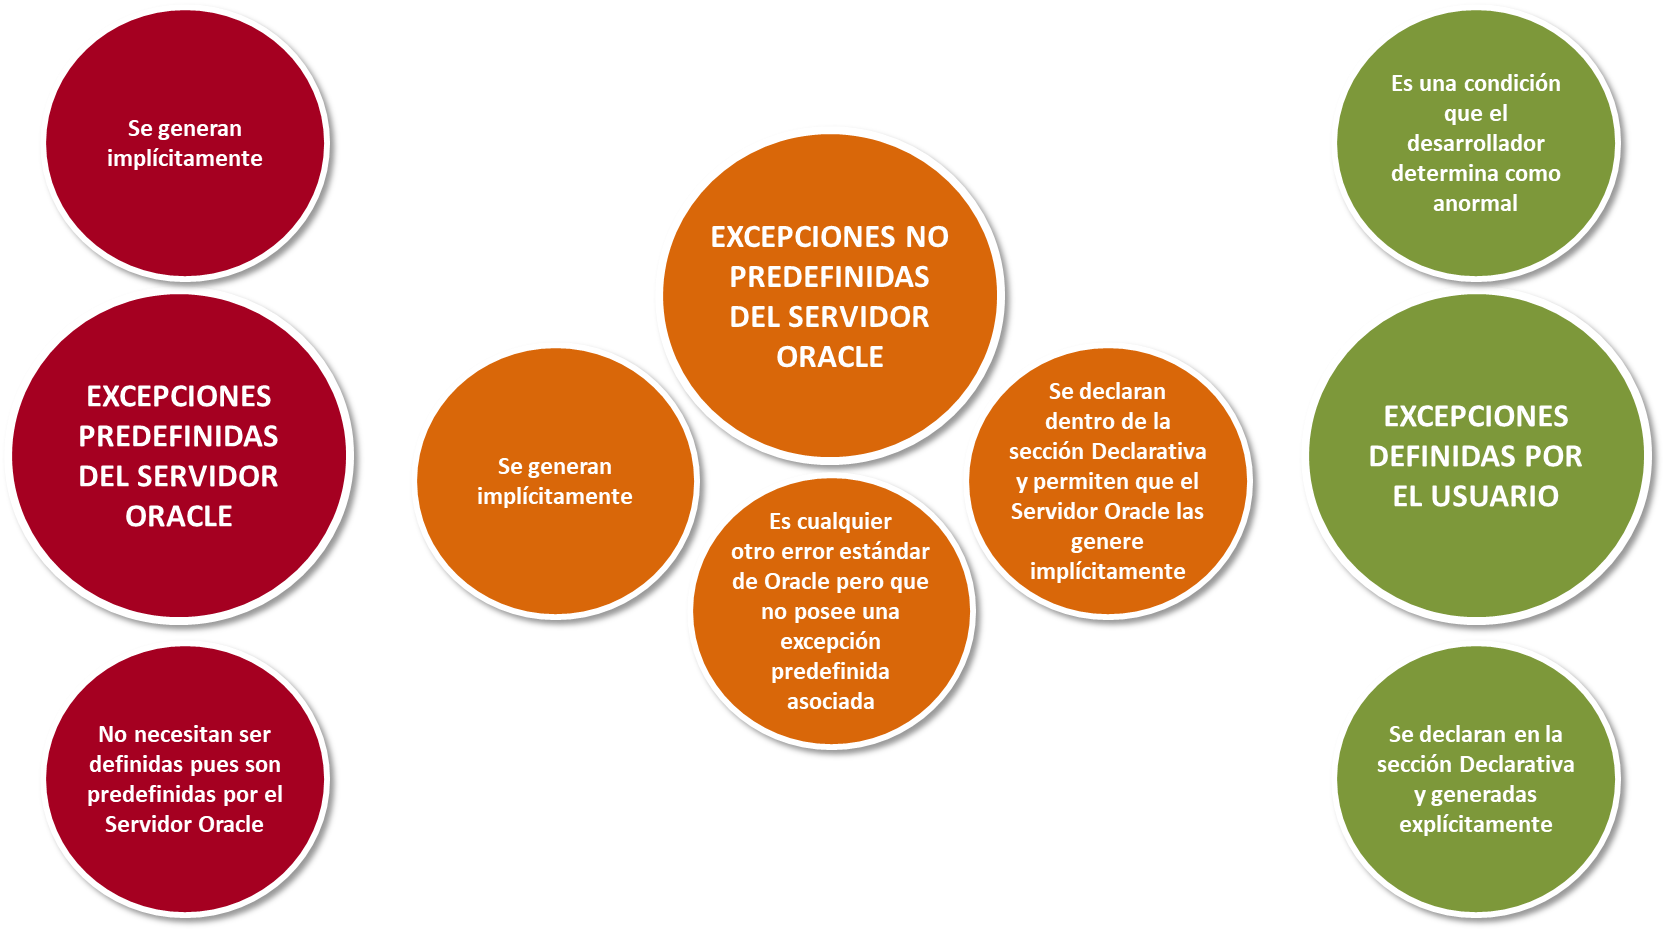 Se generan
implícitamente
EXCEPCIONES
PREDEFINIDAS
DEL SERVIDOR
ORACLE
No necesitan ser
definidas pues son
predefinidas por el
Servidor Oracle
EXCEPCIONES NO
PREDEFINIDAS
DEL SERVIDOR
ORACLE
Se generan
implícitamente
Es cualquier
otro error estándar
de Oracle pero que
no posee una
excepción
predefinida
asociada
Se declaran
dentro de la
sección Declarativa
y permiten que el
Servidor Oracle las
genere
implícitamente
Es una condición
que el
desarrollador
determina como
anormal
EXCEPCIONES
DEFINIDAS POR
EL USUARIO
Se declaran en la
sección Declarativa
y generadas
explícitamente